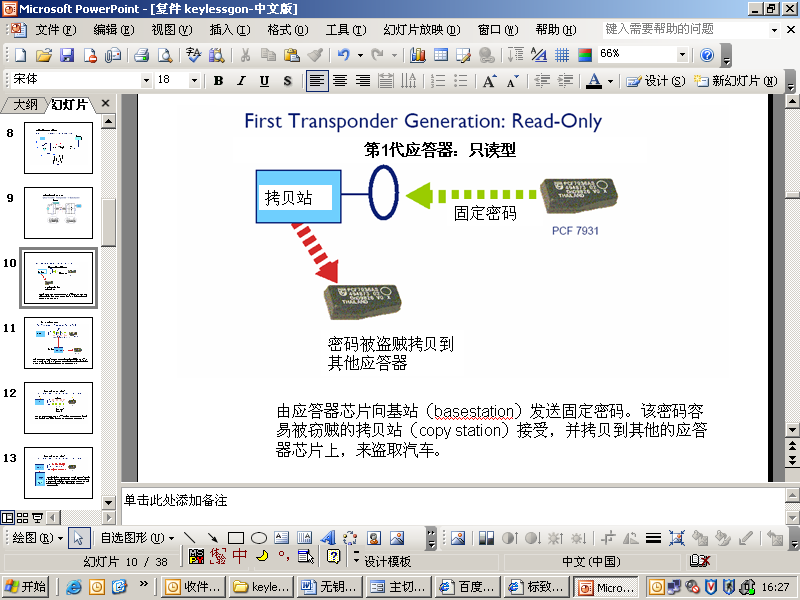 Microsoft PowerPoint - [复件 keylessgon-中文版]
文件(F) 编辑(E) 视图(V) 插入(I) 格式(O) 工具(T) 幻灯片放映(D) 窗口(W) 帮助(H) 键入需要帮助的问题
66%
宋体 18 B I U S A A A 设计(S) 新幻灯片(N)
大纲 幻灯片
8
9
10
11
12
13
First Transponder Generation: Read-Only
第1代应答器：只读型
拷贝站
固定密码
PCF 7931
密码被盗贼拷贝到
其他应答器
由应答器芯片向基站（basestation）发送固定密码。该密码容
易被窃贼的拷贝站（copy station）接受，并拷贝到其他的应答
器芯片上，来盗取汽车。
单击此处添加备注
绘图(R) 自选图形(U)
幻灯片 10 / 38 中 设计模板 中文(中国)
开始 收件... keyle... 无钥... 主切... 百度... 标致... Micro... 16:27